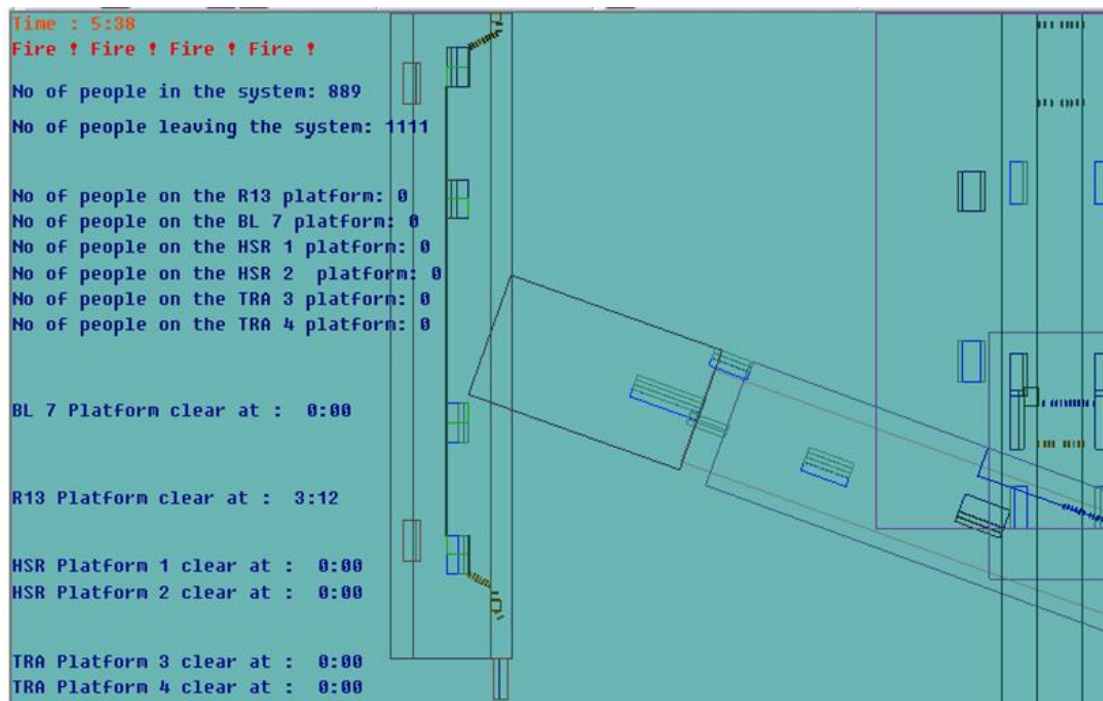 Time : 5:38
Fire ! Fire ! Fire ! Fire !
No of people in the system: 889
No of people leaving the system: 1111
No of people on the R13 platform: 0
No of people on the BL 7 platform: 0
No of people on the HSR 1 platform: 0
No of people on the HSR 2 platform: 0
No of people on the TRA 3 platform: 0
No of people on the TRA 4 platform: 0
BL 7 Platform clear at : 0:00
R13 Platform clear at : 3:12
HSR Platform 1 clear at : 0:00
HSR Platform 2 clear at : 0:00
TRA Platform 3 clear at : 0:00
TRA Platform 4 clear at : 0:00